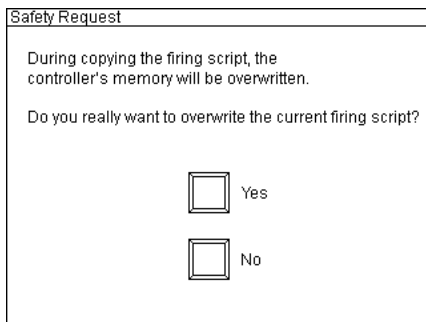 Safety Request
During copying the firing script, the
controller's memory will be overwritten.
Do you really want to overwrite the current firing script?
Yes
No